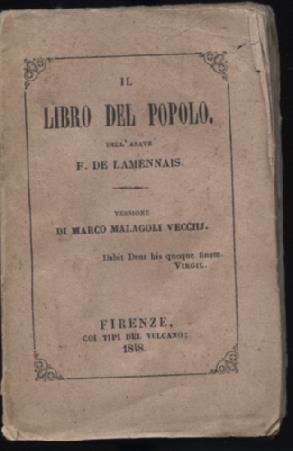 IL
LIBRO DEL POPOLO.
DELL' ABATE
F. DE LAMENNAIS.
VERSIONE
DI MARCO MALAGOLI VECCHJ.
Dabit Deus his quoque finem.
VIRGIL.
FIRENZE,
COI TIPI DEL VULCANO;
1848.